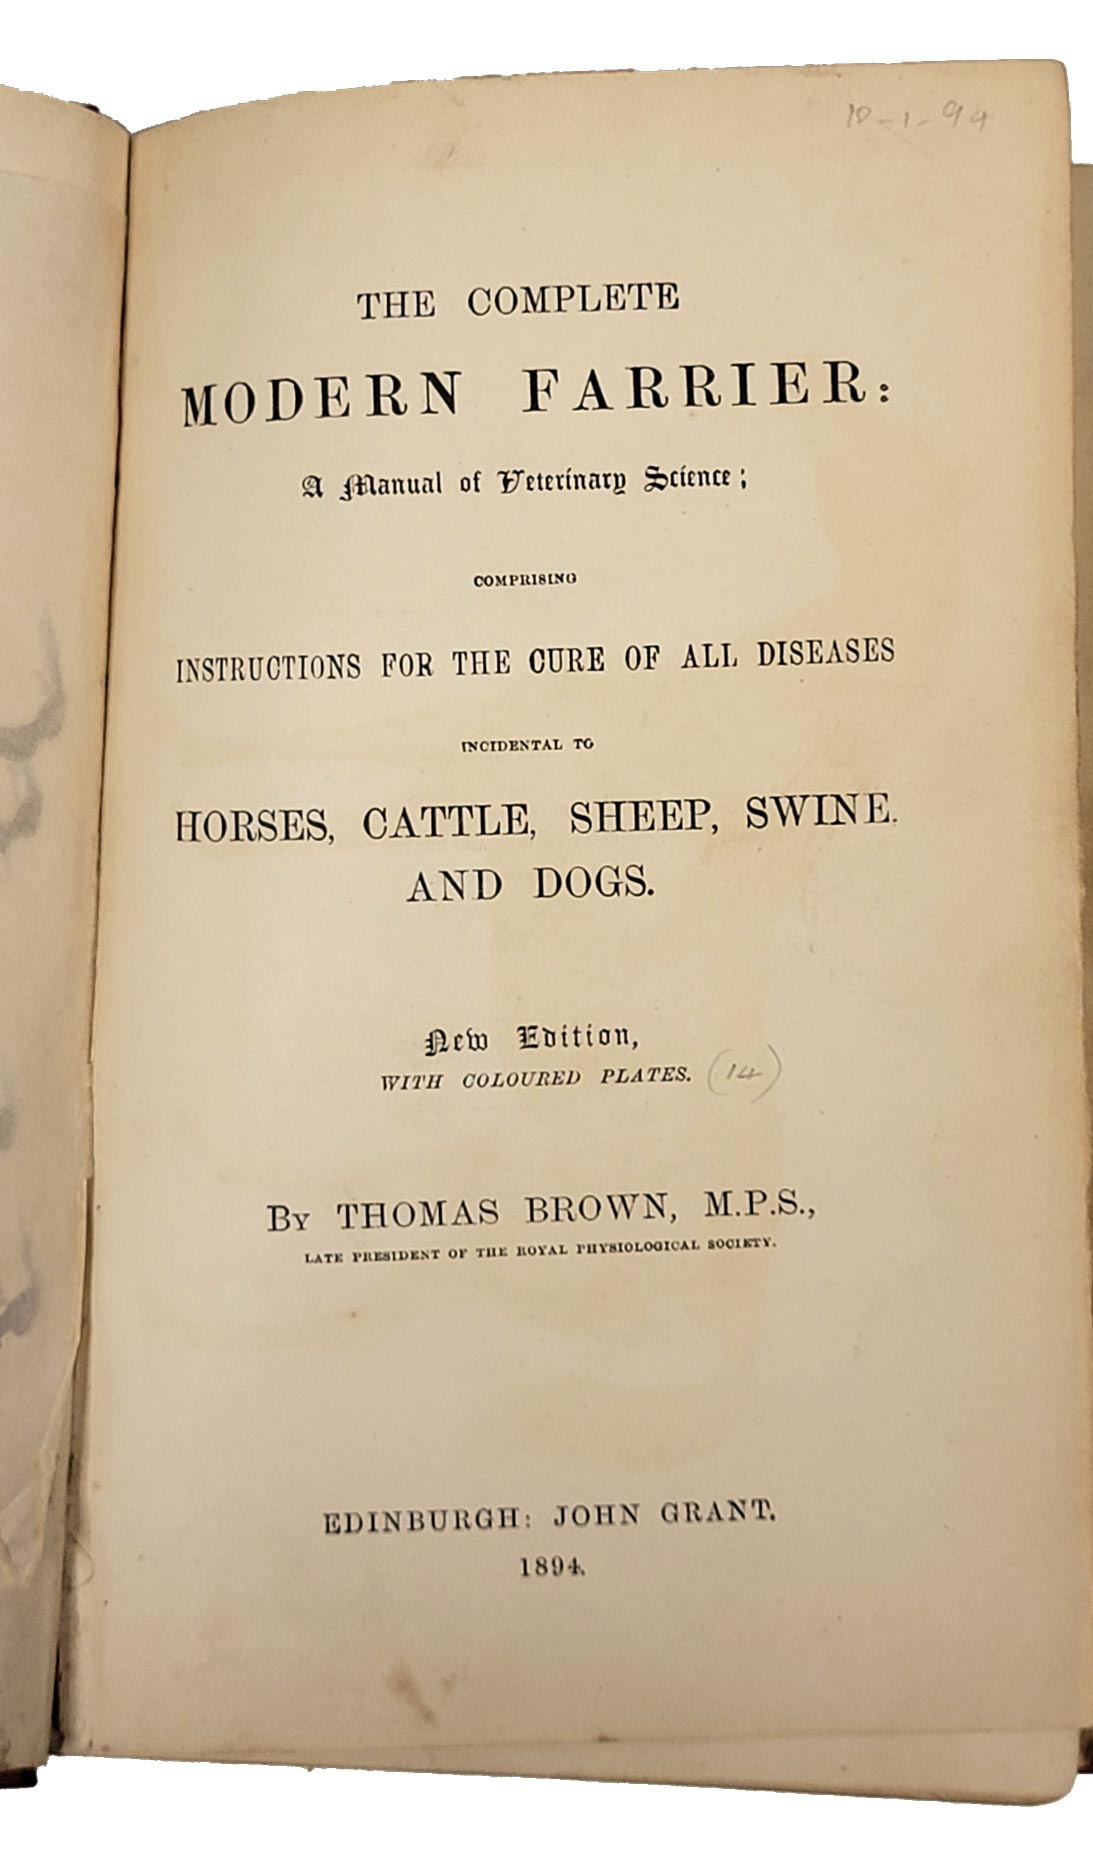 10-1-94
THE COMPLETE
MODERN FARRIER:
A Manual of Veterinary Science;
COMPRISING
INSTRUCTIONS FOR THE CURE OF ALL DISEASES
INCIDENTAL TO
HORSES, CATTLE, SHEEP, SWINE.
AND DOGS.
New Edition,
WITH COLOURED PLATES. (14)
BY THOMAS BROWN, M.P.S.,
LATE PRESIDENT OF THE ROYAL PHYSIOLOGICAL SOCIETY.
EDINBURGH: JOHN GRANT.
1894.